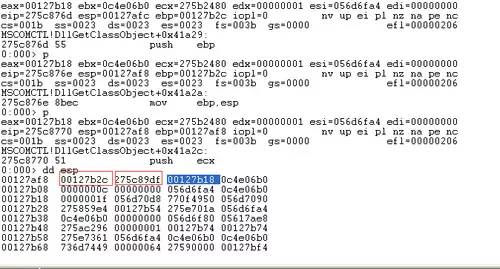 eax=00127b18 ebx=0c4e06b0 ecx=275b2480 edx=00000001 esi=056d6fa4 edi=00000000
eip=275c876d esp=00127afc ebp=00127b2c iopl=0         nv up ei pl nz na pe nc
cs=001b  ss=0023  ds=0023  es=0023  fs=003b  gs=0000             efl=00000206
MSCOMCTL!DllGetClassObject+0x41a29:
275c876d 55              push    ebp
0:000> p
eax=00127b18 ebx=0c4e06b0 ecx=275b2480 edx=00000001 esi=056d6fa4 edi=00000000
eip=275c876e esp=00127af8 ebp=00127b2c iopl=0         nv up ei pl nz na pe nc
cs=001b  ss=0023  ds=0023  es=0023  fs=003b  gs=0000             efl=00000206
MSCOMCTL!DllGetClassObject+0x41a2a:
275c876e 8bec            mov     ebp,esp
0:000> p
eax=00127b18 ebx=0c4e06b0 ecx=275b2480 edx=00000001 esi=056d6fa4 edi=00000000
eip=275c8770 esp=00127af8 ebp=00127af8 iopl=0         nv up ei pl nz na pe nc
cs=001b  ss=0023  ds=0023  es=0023  fs=003b  gs=0000             efl=00000206
MSCOMCTL!DllGetClassObject+0x41a2c:
275c8770 51              push    ecx
0:000> dd esp
00127af8  00127b2c 275c89df 00127b18 0c4e06b0
00127b08  0000000c 00000000 056d6fa4 0c4e06b0
00127b18  0000001f 056d70d8 770f4950 056d7090
00127b28  275859e4 00127b54 275e701a 056d6fa4
00127b38  0c4e06b0 00000000 056d6f80 05617ae8
00127b48  275ac296 00000001 00127b74 00127b74
00127b58  275e7361 056d6fa4 0c4e06b0 0c4e06b0
00127b68  736d7449 00000064 27590000 00127bf4